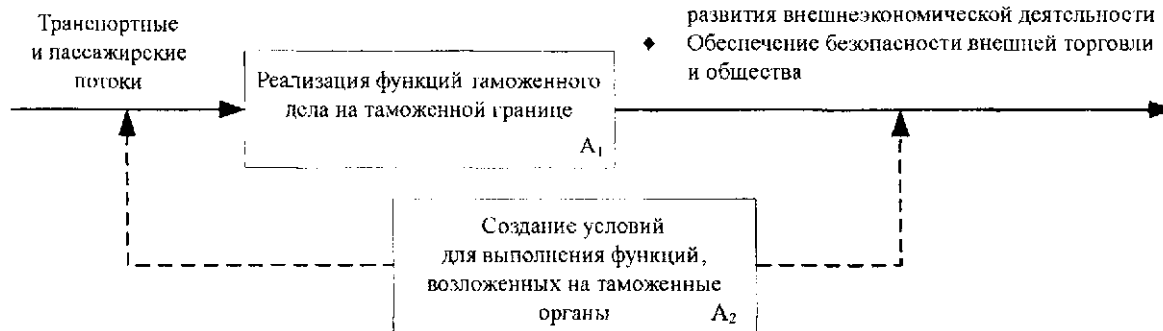 Транспортные
и пассажирские
потоки
развития внешнеэкономической деятельности
♦ Обеспечение безопасности внешней торговли
и общества
Реализация функций таможенного
дела на таможенной границе
A1
Создание условий
для выполнения функций,
возложенных на таможенные
органы
A2